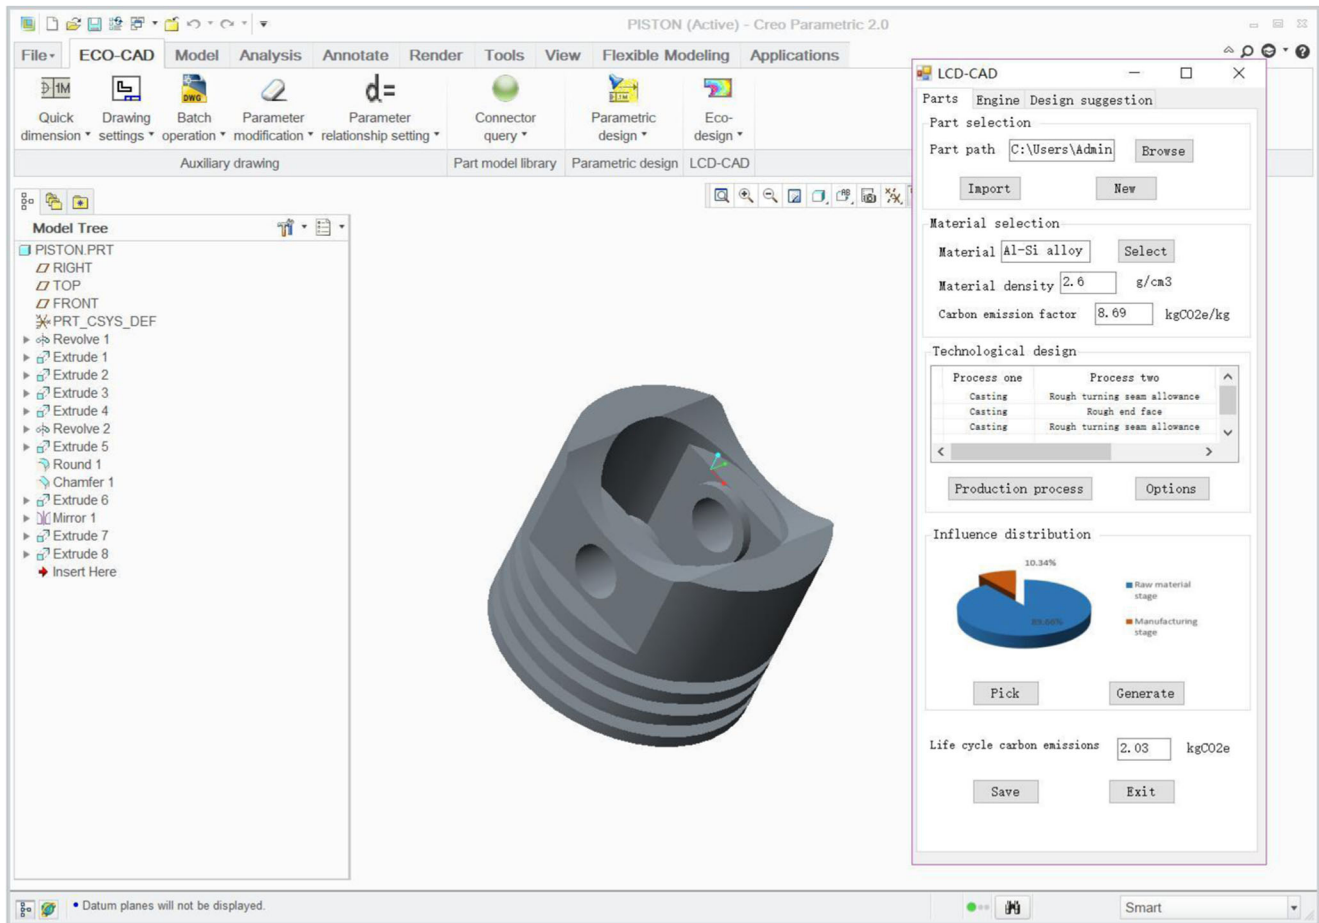 PISTON (Active) - Creo Parametric 2.0
File ECO-CAD Model Analysis Annotate Render Tools View Flexible Modeling Applications
1M DWG d=
Quick dimension Drawing settings Batch operation Parameter modification Parameter relationship setting Connector query Parametric design Eco-design
Auxiliary drawing Part model library Parametric design LCD-CAD
Model Tree
PISTON.PRT
RIGHT
TOP
FRONT
PRT_CSYS_DEF
Revolve 1
Extrude 1
Extrude 2
Extrude 3
Extrude 4
Revolve 2
Extrude 5
Round 1
Chamfer 1
Extrude 6
Mirror 1
Extrude 7
Extrude 8
Insert Here
LCD-CAD
Parts Engine Design suggestion
Part selection
Part path C:\Users\Admin Browse
Import New
Material selection
Material Al-Si alloy Select
Material density 2.6 g/cm3
Carbon emission factor 8.69 kgCO2e/kg
Technological design
Process one Process two
Casting Rough turning seam allowance
Casting Rough end face
Casting Rough turning seam allowance
Production process Options
Influence distribution
10.34%
Raw material stage
89.66%
Manufacturing stage
Pick Generate
Life cycle carbon emissions 2.03 kgCO2e
Save Exit
Datum planes will not be displayed.
Smart